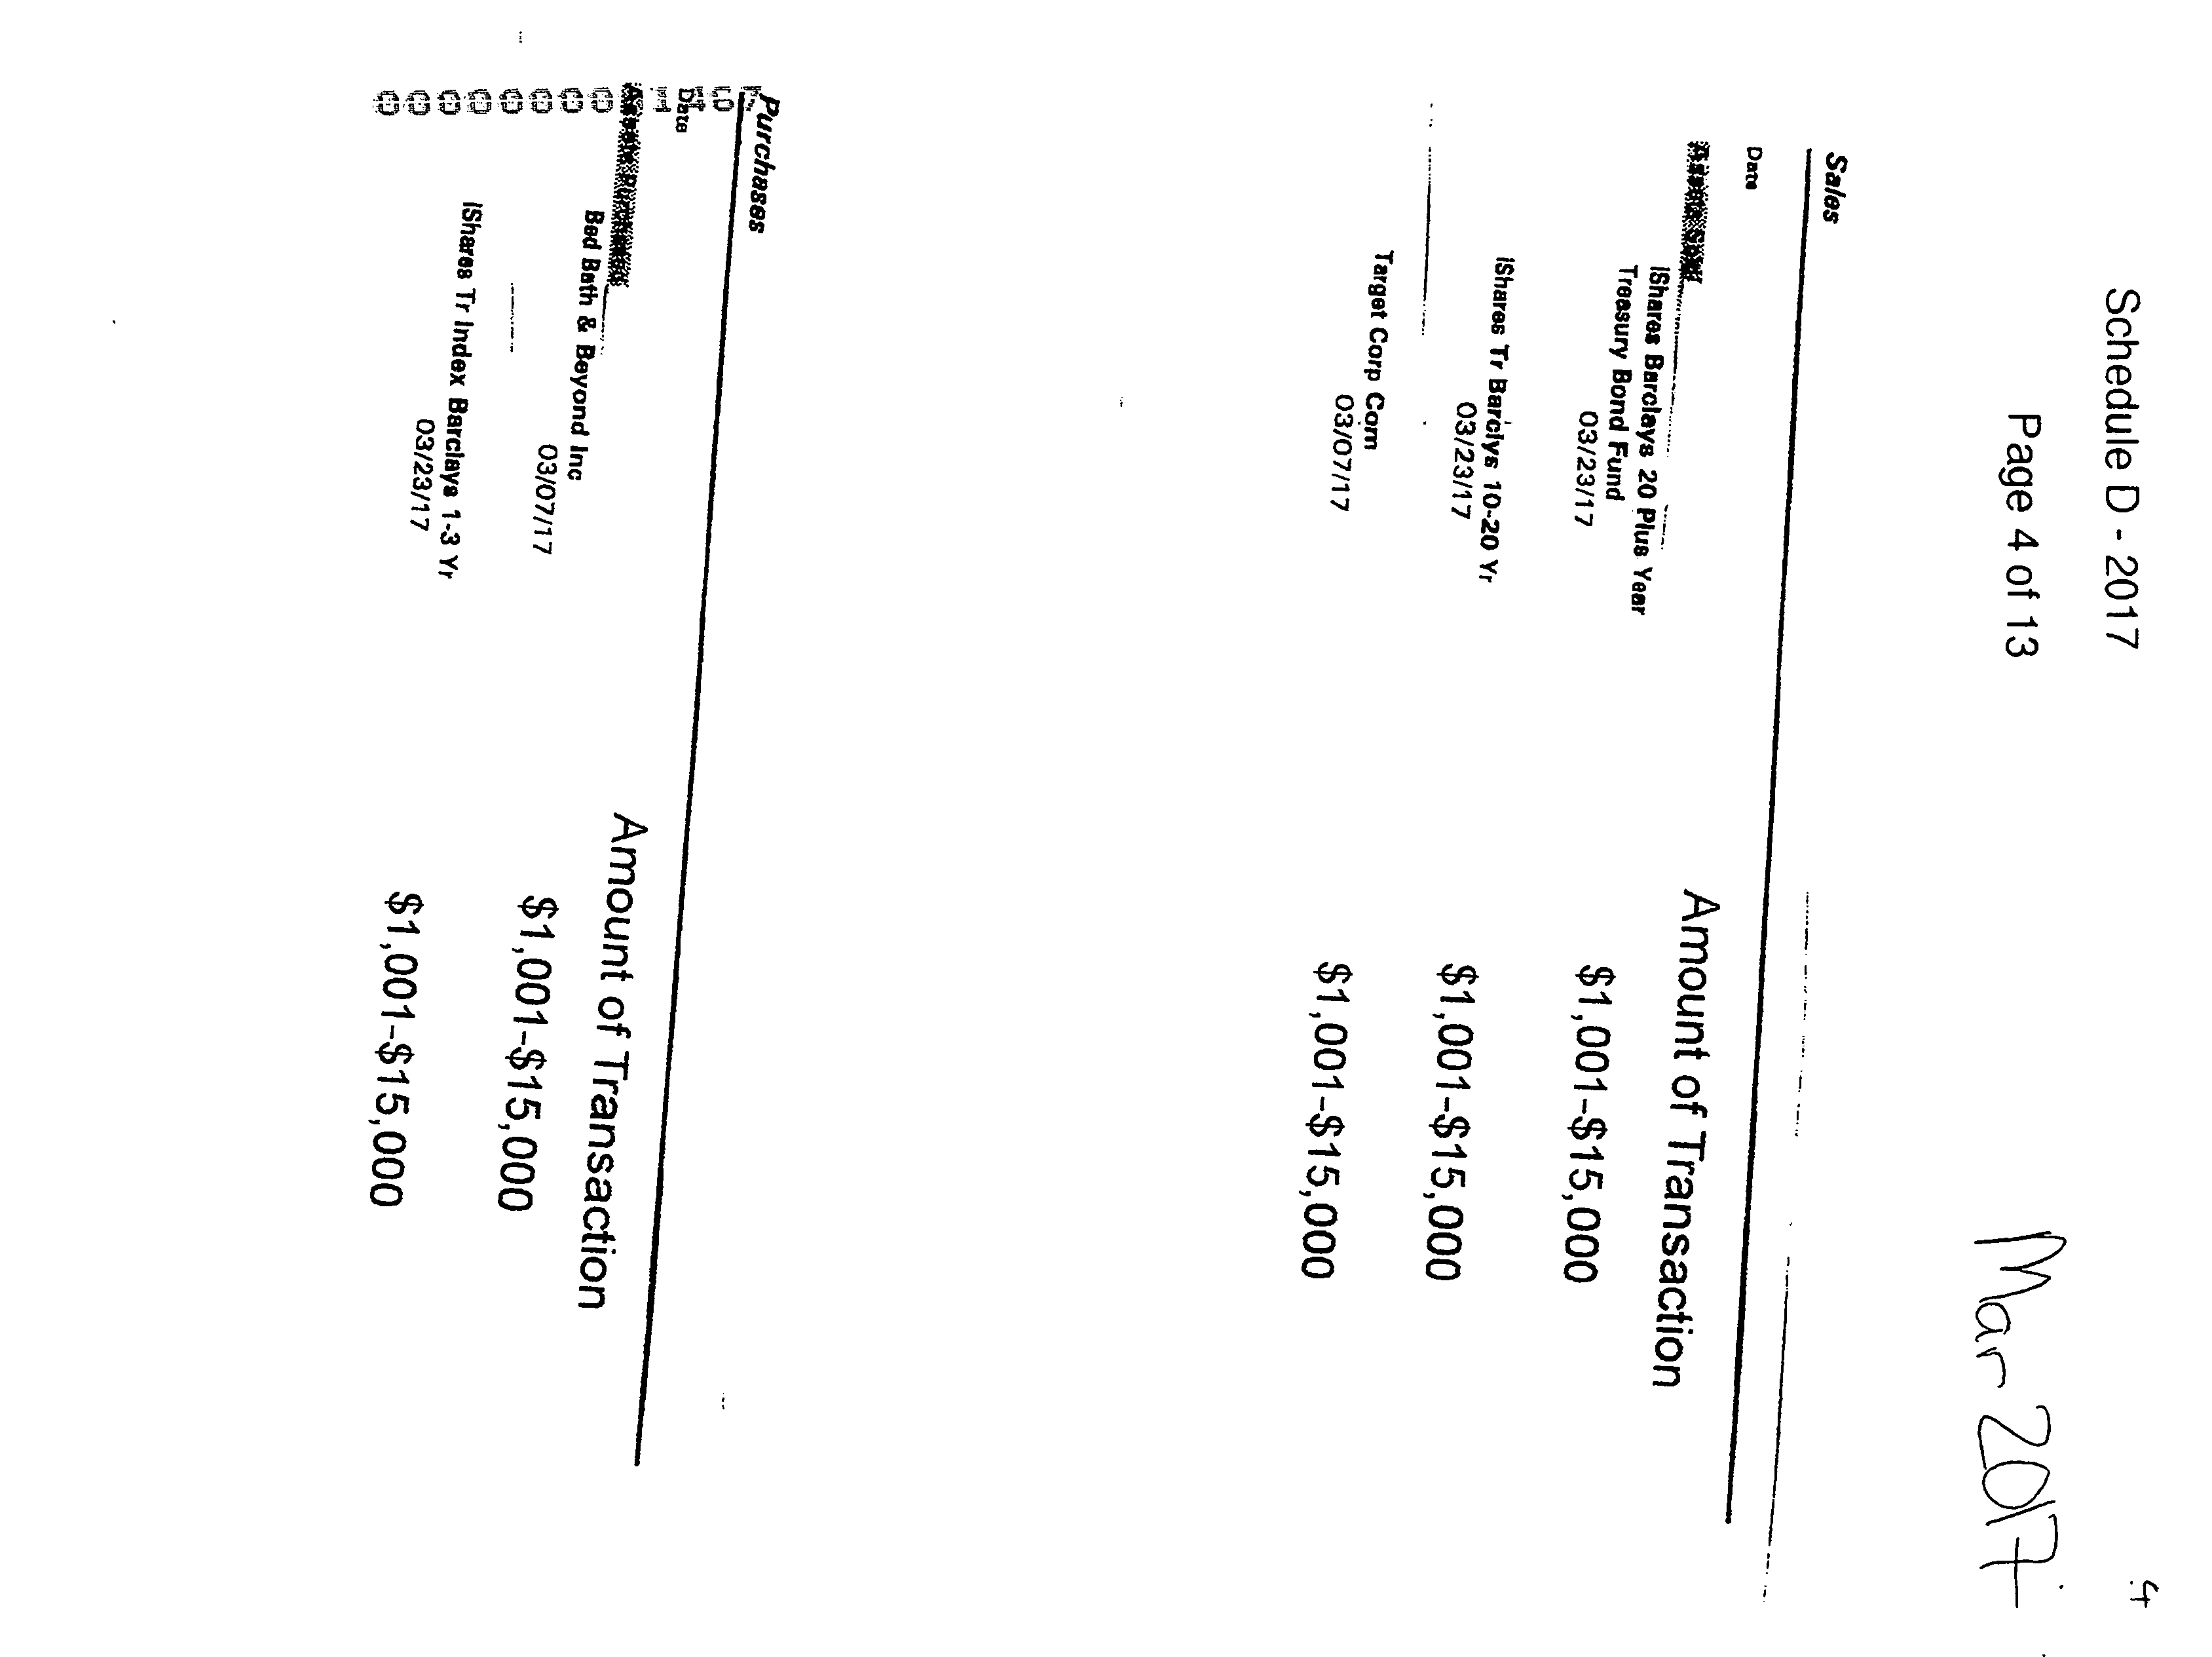 Schedule D - 2017
4
Page 4 of 13
Mar 2017
Sales
Date
Assets Sold
Amount of Transaction
IShares Barclays 20 Plus Year
Treasury Bond Fund
03/23/17 $1,001-$15,000
IShares Tr Barclys 10-20 Yr
03/23/17 $1,001-$15,000
Target Corp Com
03/07/17 $1,001-$15,000
Purchases
Date
Amount of Transaction
Bed Bath & Beyond Inc
03/07/17 $1,001-$15,000
IShares Tr Index Barclays 1-3 Yr
03/23/17 $1,001-$15,000